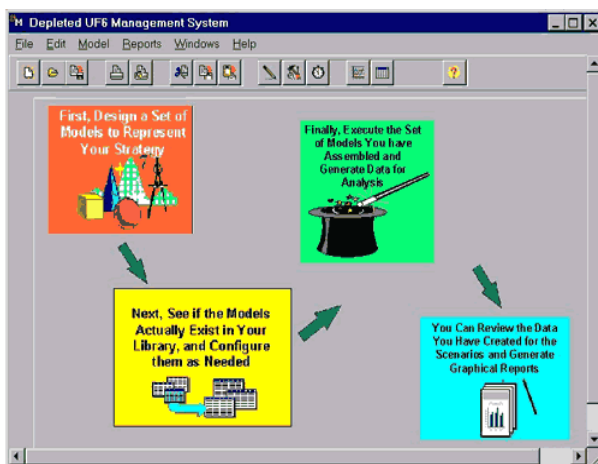 Depleted UF6 Management System
File Edit Model Reports Windows Help
First, Design a Set of
Models to Represent
Your Strategy
Next, See if the Models
Actually Exist in Your
Library, and Configure
them as Needed
Finally, Execute the Set
of Models You have
Assembled and
Generate Data for
Analysis
You Can Review the Data
You Have Created for the
Scenarios and Generate
Graphical Reports